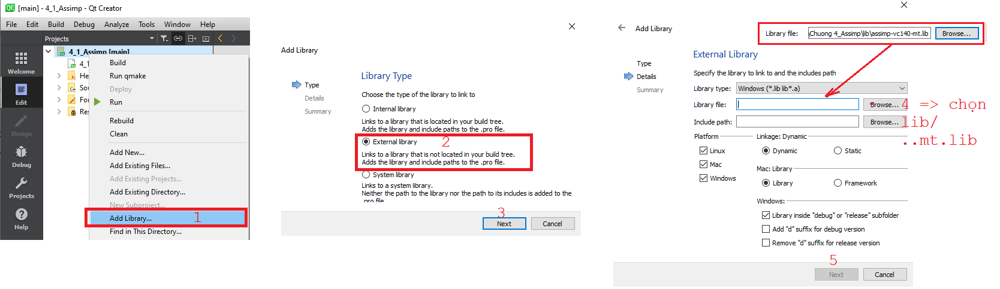 [main] - 4_1_Assimp - Qt Creator
File Edit Build Debug Analyze Tools Window Help
Projects
4_1_Assimp [main]
4_1
He
Sou
For
Res
Welcome
Edit
Design
Debug
Projects
Help
Build
Run qmake
Deploy
Run
Rebuild
Clean
Add New...
Add Existing Files...
Add Existing Projects...
Add Existing Directory...
New Subproject...
Add Library... 1
Find in This Directory...
Add Library
Type
Details
Summary
Library Type
Choose the type of the library to link to
Internal library
Links to a library that is located in your build tree.
Adds the library and include paths to the .pro file.
External library 2
Links to a library that is not located in your build tree.
Adds the library and include paths to the .pro file.
System library
Links to a system library.
Neither the path to the library nor the path to its includes is added to the
.pro file.
3
Next Cancel
Add Library
Library file: \Chuong 4_Assimp\lib\assimp-vc140-mt.lib Browse...
Type
Details
Summary
External Library
Specify the library to link to and the includes path
Library type: Windows (*.lib lib*.a)
Library file: Browse...
Include path: Browse...
4 => chọn
lib/
..mt.lib
Platform
Linux
Mac
Windows
Linkage: Dynamic
Dynamic Static
Mac: Library
Library Framework
Windows:
Library inside "debug" or "release" subfolder
Add "d" suffix for debug version
Remove "d" suffix for release version
5
Next Cancel